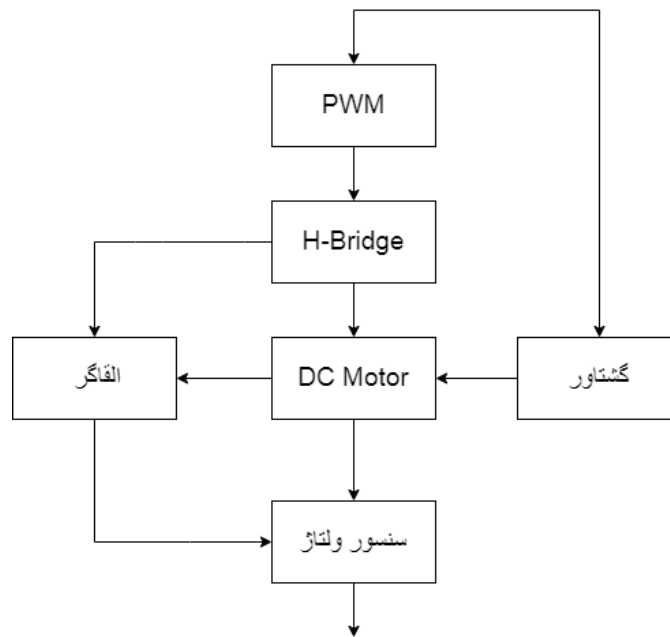 PWM
H-Bridge
القاگر
DC Motor
گشتاور
سنسور ولتاژ